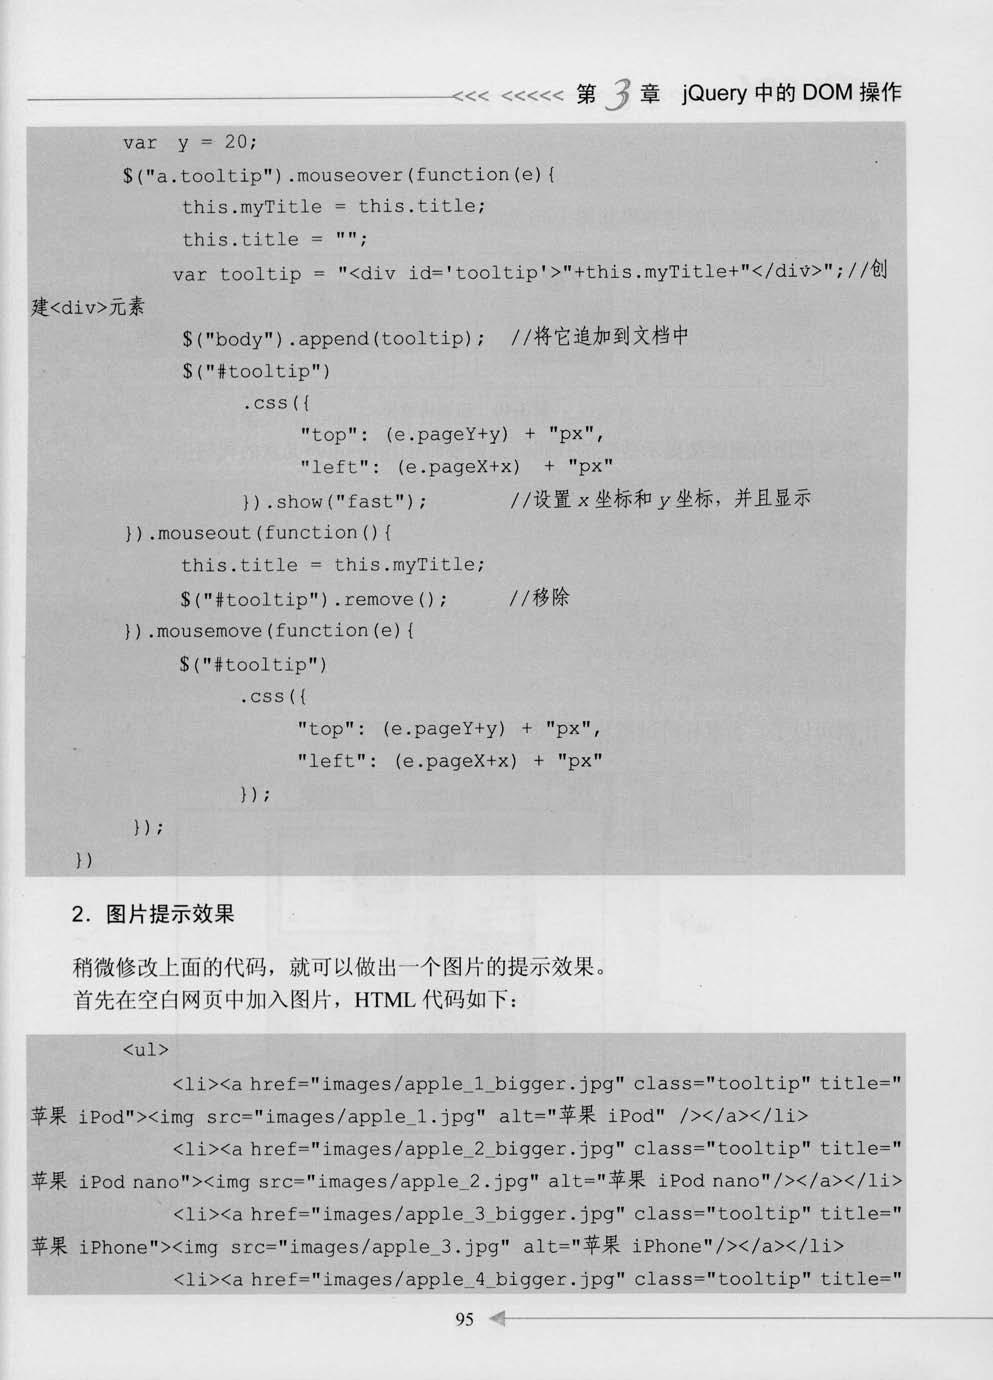 <<< <<<<< 第 3 章 jQuery 中的 DOM 操作
var y = 20;
$("a.tooltip").mouseover(function(e){
this.myTitle = this.title;
this.title = "";
var tooltip = "<div id='tooltip'>"+this.myTitle+"</div>";//创
建<div>元素
$("body").append(tooltip); //将它追加到文档中
$("#tooltip")
.css({
"top": (e.pageY+y) + "px",
"left": (e.pageX+x) + "px"
}).show("fast"); //设置 x 坐标和 y 坐标，并且显示
}).mouseout(function(){
this.title = this.myTitle;
$("#tooltip").remove(); //移除
}).mousemove(function(e){
$("#tooltip")
.css({
"top": (e.pageY+y) + "px",
"left": (e.pageX+x) + "px"
});
});
})
2．图片提示效果
稍微修改上面的代码，就可以做出一个图片的提示效果。
首先在空白网页中加入图片，HTML 代码如下：
<ul>
<li><a href="images/apple_1_bigger.jpg" class="tooltip" title="
苹果 iPod"><img src="images/apple_1.jpg" alt="苹果 iPod" /></a></li>
<li><a href="images/apple_2_bigger.jpg" class="tooltip" title="
苹果 iPod nano"><img src="images/apple_2.jpg" alt="苹果 iPod nano"/></a></li>
<li><a href="images/apple_3_bigger.jpg" class="tooltip" title="
苹果 iPhone"><img src="images/apple_3.jpg" alt="苹果 iPhone"/></a></li>
<li><a href="images/apple_4_bigger.jpg" class="tooltip" title="
95